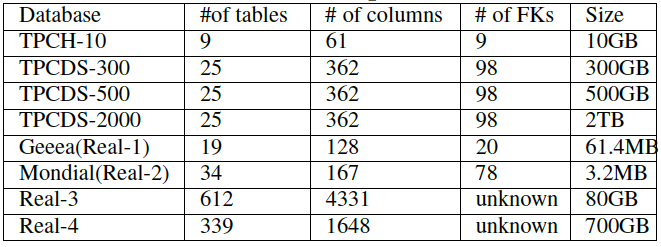 Database #of tables # of columns # of FKs Size
TPCH-10 9 61 9 10GB
TPCDS-300 25 362 98 300GB
TPCDS-500 25 362 98 500GB
TPCDS-2000 25 362 98 2TB
Geeea(Real-1) 19 128 20 61.4MB
Mondial(Real-2) 34 167 78 3.2MB
Real-3 612 4331 unknown 80GB
Real-4 339 1648 unknown 700GB